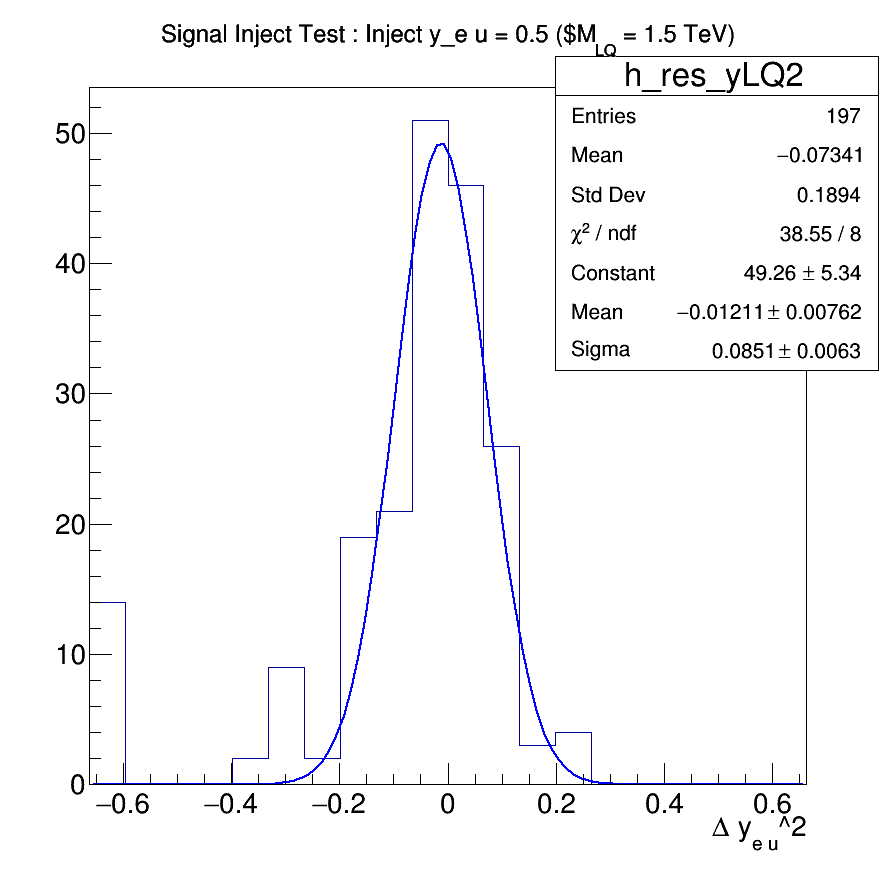 Signal Inject Test : Inject y_e u = 0.5 ($M_LQ = 1.5 TeV)
h_res_yLQ2
Entries 197
Mean −0.07341
Std Dev 0.1894
χ² / ndf 38.55 / 8
Constant 49.26 ± 5.34
Mean −0.01211 ± 0.00762
Sigma 0.0851 ± 0.0063
50
40
30
20
10
0
−0.6 −0.4 −0.2 0 0.2 0.4 0.6
Δ y_e u^2